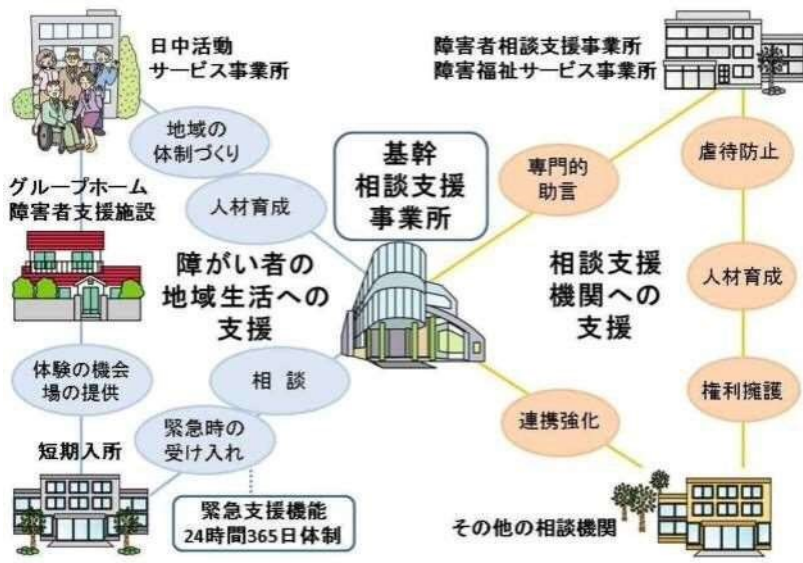 日中活動
サービス事業所
障害者相談支援事業所
障害福祉サービス事業所
地域の
体制づくり
基幹
相談支援
事業所
専門的
助言
虐待防止
グループホーム
障害者支援施設
人材育成
障がい者の
地域生活への
支援
相談支援
機関への
支援
人材育成
体験の機会
場の提供
相 談
権利擁護
連携強化
緊急時の
受け入れ
短期入所
緊急支援機能
24時間365日体制
その他の相談機関